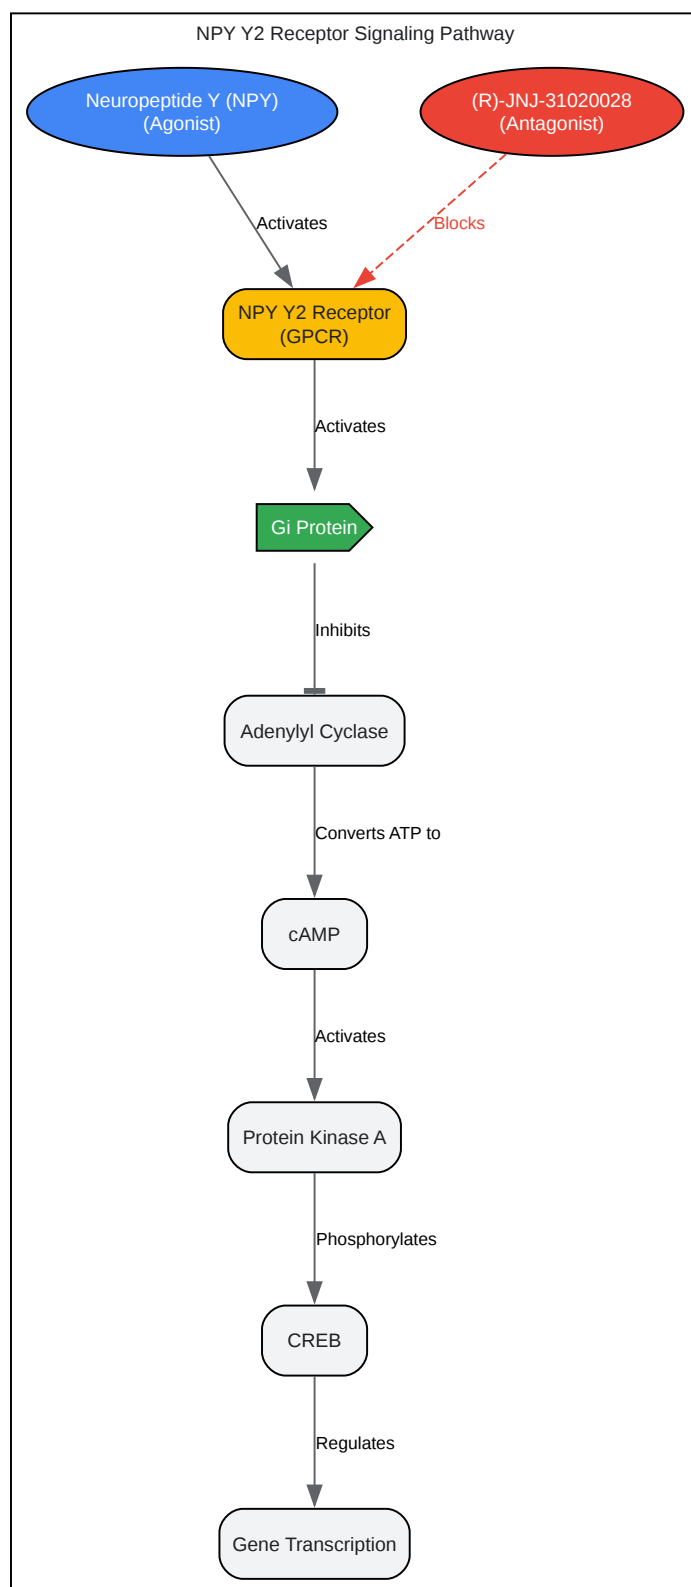 NPY Y2 Receptor Signaling Pathway
Neuropeptide Y (NPY)
(Agonist)
(R)-JNJ-31020028
(Antagonist)
Activates
Blocks
NPY Y2 Receptor
(GPCR)
Activates
Gi Protein
Inhibits
Adenylyl Cyclase
Converts ATP to
cAMP
Activates
Protein Kinase A
Phosphorylates
CREB
Regulates
Gene Transcription